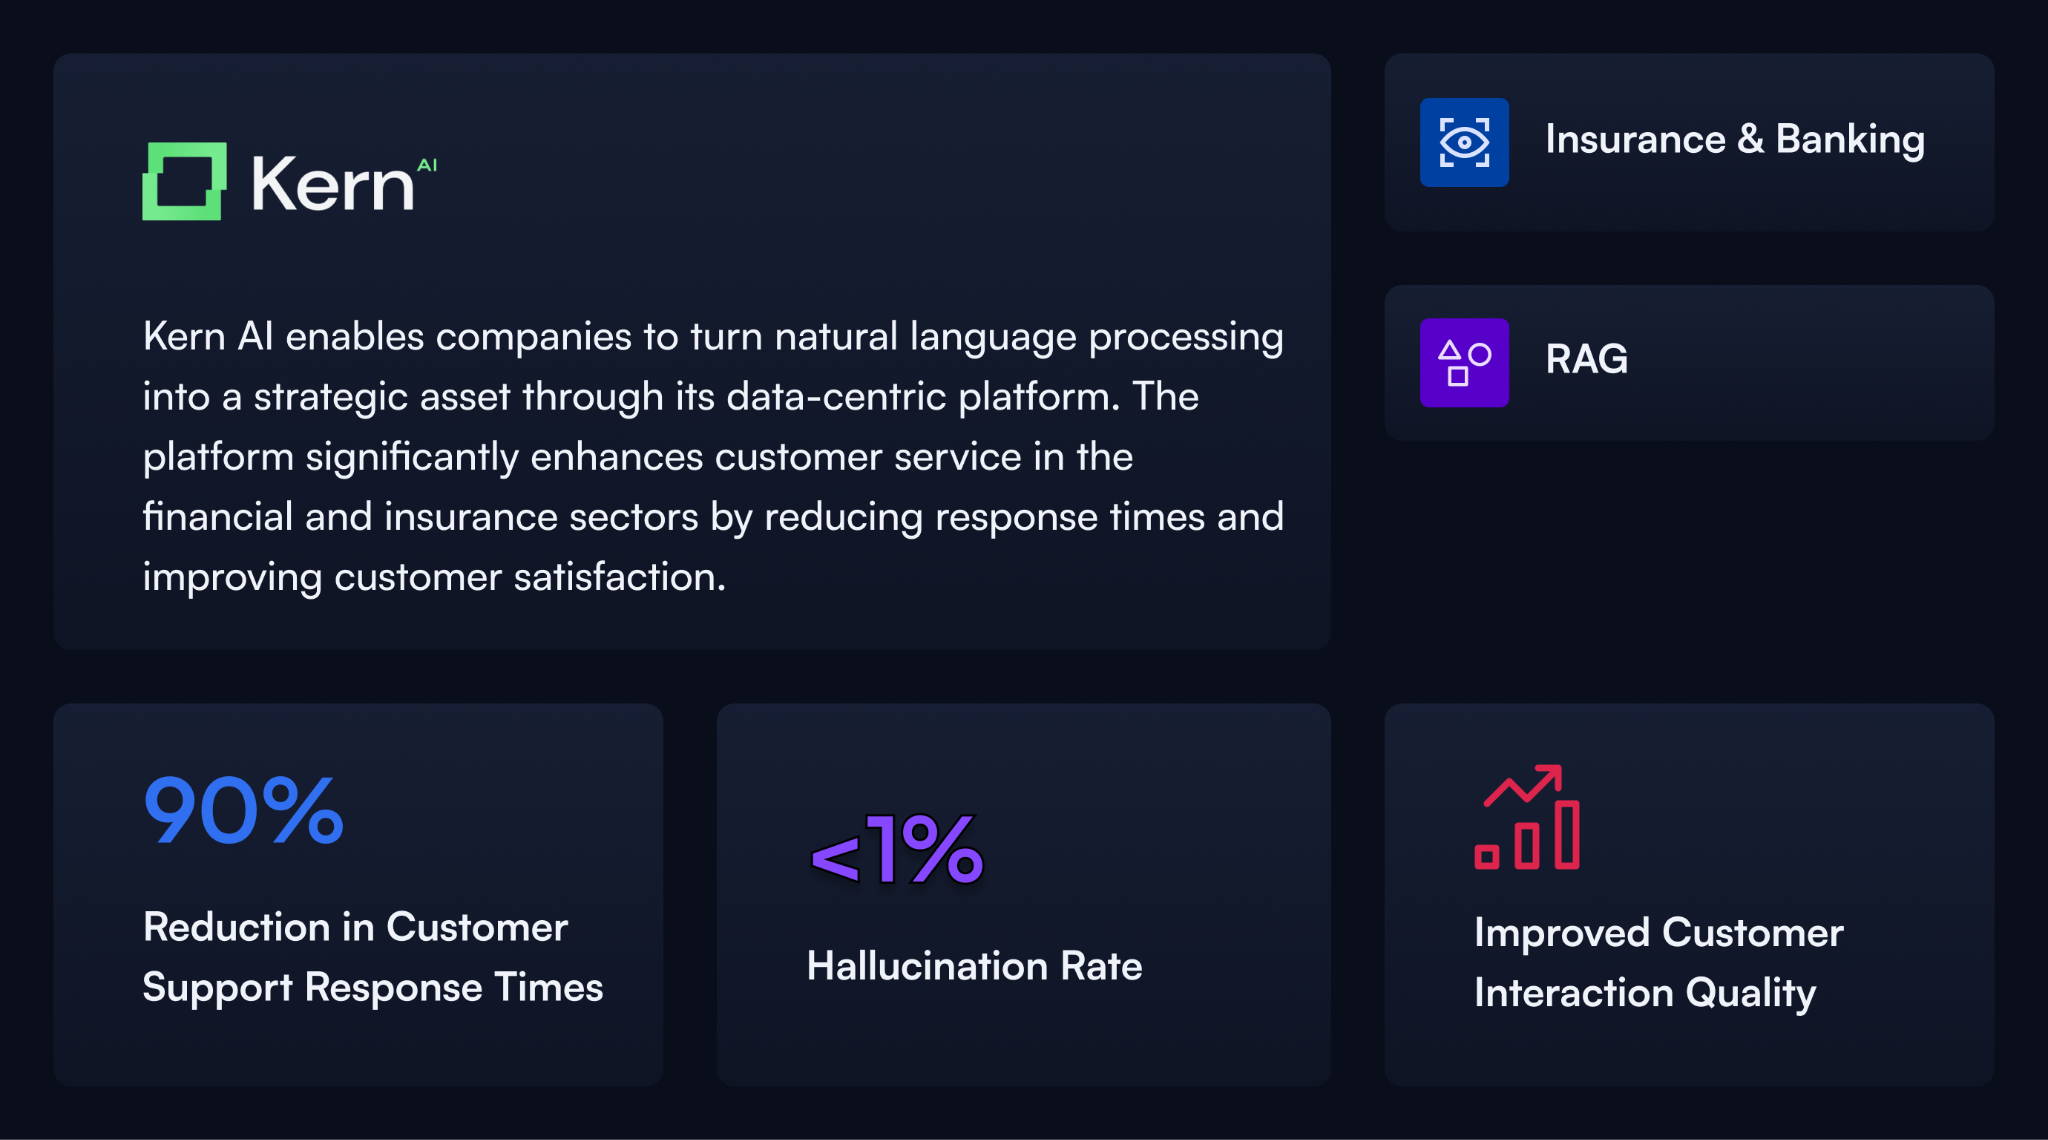 Kern AI
Kern AI enables companies to turn natural language processing
into a strategic asset through its data-centric platform. The
platform significantly enhances customer service in the
financial and insurance sectors by reducing response times and
improving customer satisfaction.
Insurance & Banking
RAG
90%
Reduction in Customer
Support Response Times
<1%
Hallucination Rate
Improved Customer
Interaction Quality